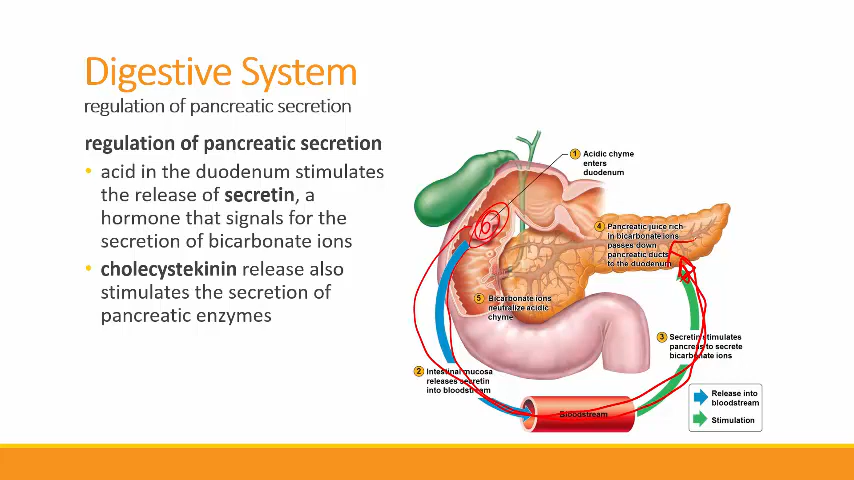 Digestive System
regulation of pancreatic secretion
regulation of pancreatic secretion
• acid in the duodenum stimulates
the release of secretin, a
hormone that signals for the
secretion of bicarbonate ions
• cholecystekinin release also
stimulates the secretion of
pancreatic enzymes
1 Acidic chyme
enters
duodenum
4 Pancreatic juice rich
in bicarbonate ions
passes down
pancreatic ducts
to the duodenum
5 Bicarbonate ions
neutralize acidic
chyme
3 Secretin stimulates
pancreas to secrete
bicarbonate ions
2 Intestinal mucosa
releases secretin
into bloodstream
Bloodstream
Release into
bloodstream
Stimulation